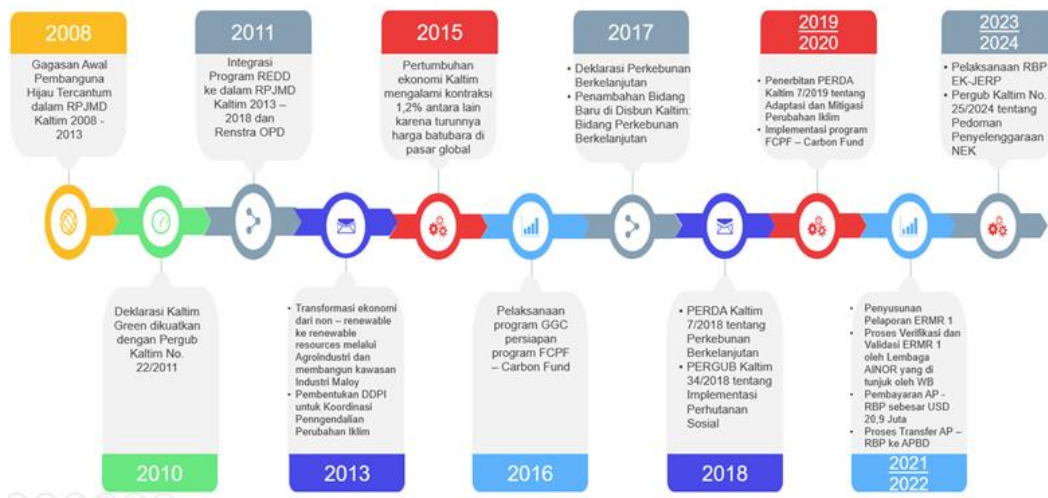 2008
Gagasan Awal
Pembanguna
Hijau Tercantum
dalam RPJMD
Kaltim 2008 -
2013
2011
Integrasi
Program REDD
ke dalam RPJMD
Kaltim 2013 –
2018 dan
Renstra OPD
2015
Pertumbuhan
ekonomi Kaltim
mengalami kontraksi
1,2% antara lain
karena turunnya
harga batubara di
pasar global
2017
• Deklarasi Perkebunan
Berkelanjutan
• Penambahan Bidang
Baru di Disbun Kaltim:
Bidang Perkebunan
Berkelanjutan
2019
2020
• Penerbitan PERDA
Kaltim 7/2019 tentang
Adaptasi dan Mitigasi
Perubahan Iklim
• Implementasi program
FCPF – Carbon Fund
2023
2024
• Pelaksanaan RBP
EK-JERP
• Pergub Kaltim No.
25/2024 tentang
Pedoman
Penyelenggaraan
NEK
Deklarasi Kaltim
Green dikuatkan
dengan Pergub
Kaltim No.
22/2011
2010
• Transformasi ekonomi
dari non – renewable
ke renewable
resources melalui
Agroindustri dan
membangun kawasan
Industri Maloy
• Pembentukan DDPI
untuk Koordinasi
Penngendalian
Perubahan Iklim
2013
Pelaksanaan
program GGC
persiapan
program FCPF
– Carbon Fund
2016
• PERDA Kaltim
7/2018 tentang
Perkebunan
Berkelanjutan
• PERGUB Kaltim
34/2018 tentang
Implementasi
Perhutanan
Sosial
2018
Penyusunan
Pelaporan ERMR 1
• Proses Verifikasi dan
Validasi ERMR 1
oleh Lembaga
AINOR yang di
tunjuk oleh WB
• Pembayaran AP -
RBP sebesar USD
20,9 Juta
• Proses Transfer AP –
RBP ke APBD
2021
2022